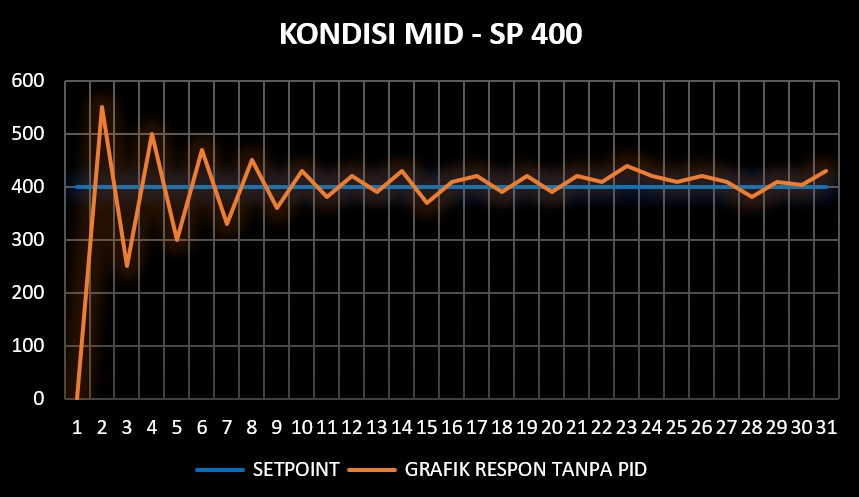 KONDISI MID - SP 400
600
500
400
300
200
100
0
1 2 3 4 5 6 7 8 9 10 11 12 13 14 15 16 17 18 19 20 21 22 23 24 25 26 27 28 29 30 31
SETPOINT GRAFIK RESPON TANPA PID